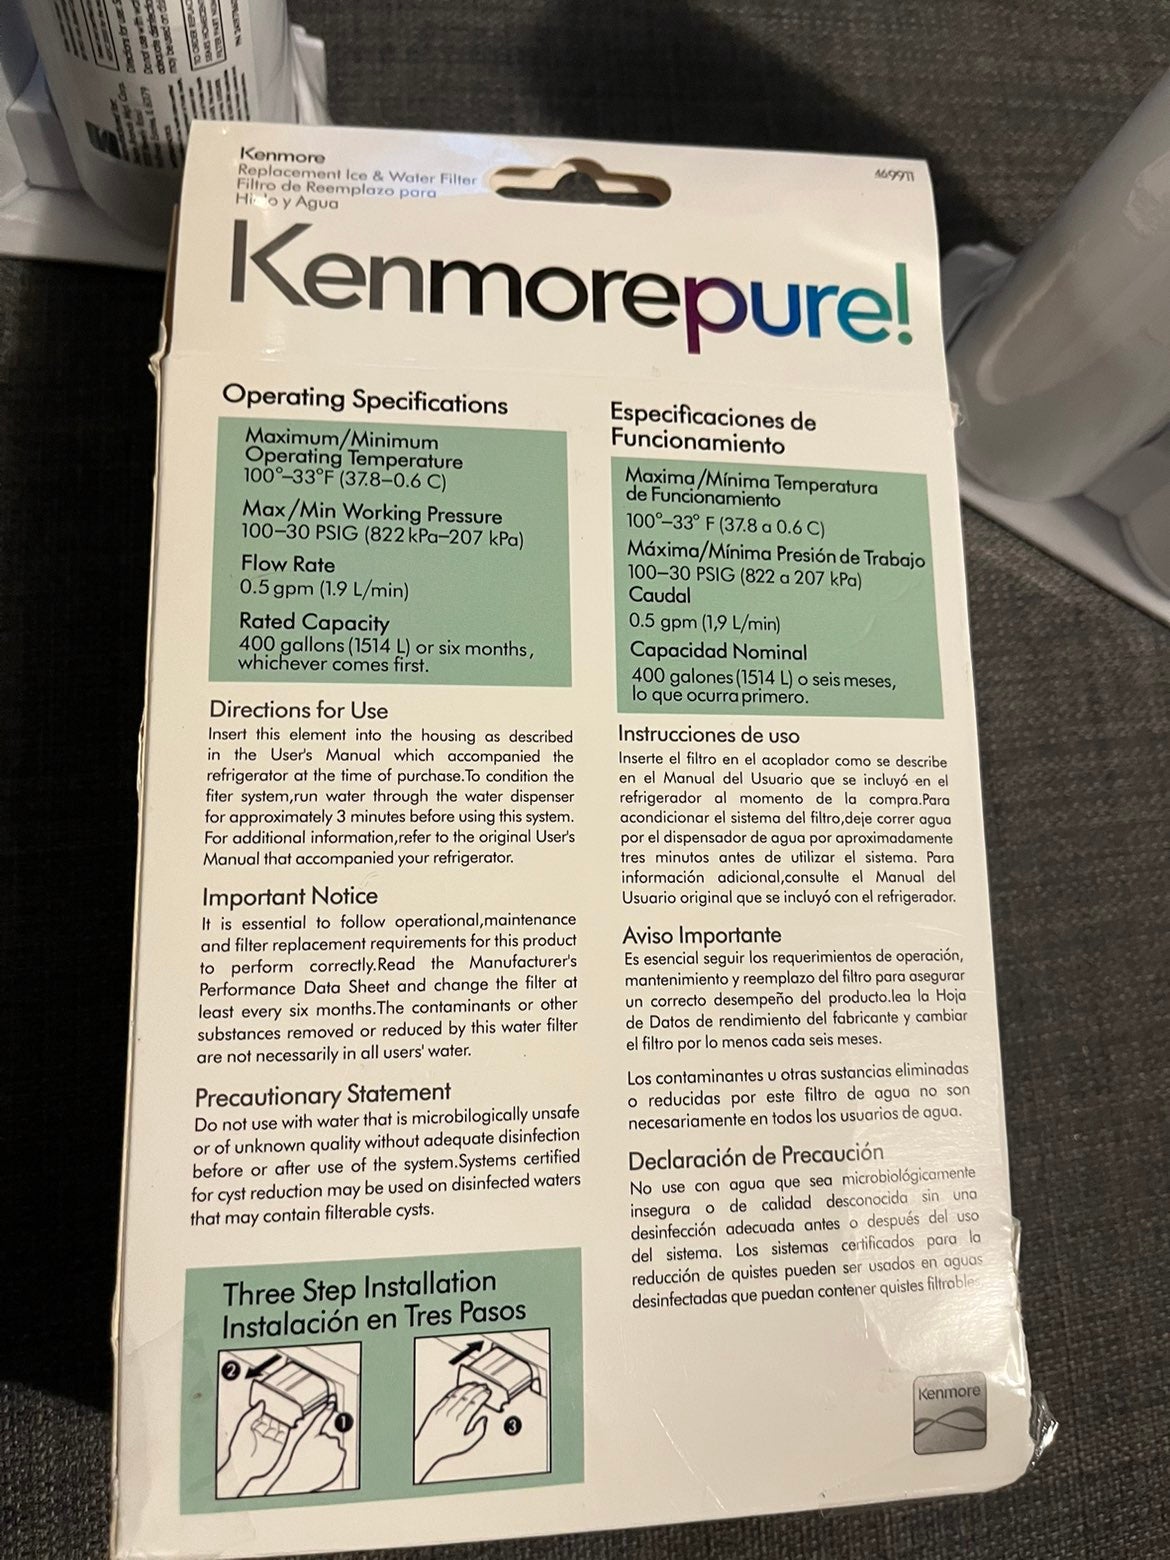 Kenmore
Replacement Ice & Water Filter
Filtro de Reemplazo para
Hielo y Agua
469911
Kenmorepure!
Operating Specifications
Maximum/Minimum
Operating Temperature
100°–33°F (37.8–0.6 C)
Max/Min Working Pressure
100–30 PSIG (822 kPa–207 kPa)
Flow Rate
0.5 gpm (1.9 L/min)
Rated Capacity
400 gallons (1514 L) or six months,
whichever comes first.
Directions for Use
Insert this element into the housing as described
in the User's Manual which accompanied the
refrigerator at the time of purchase.To condition the
fiter system,run water through the water dispenser
for approximately 3 minutes before using this system.
For additional information,refer to the original User's
Manual that accompanied your refrigerator.
Important Notice
It is essential to follow operational,maintenance
and filter replacement requirements for this product
to perform correctly.Read the Manufacturer's
Performance Data Sheet and change the filter at
least every six months.The contaminants or other
substances removed or reduced by this water filter
are not necessarily in all users' water.
Precautionary Statement
Do not use with water that is microbilogically unsafe
or of unknown quality without adequate disinfection
before or after use of the system.Systems certified
for cyst reduction may be used on disinfected waters
that may contain filterable cysts.
Three Step Installation
Instalación en Tres Pasos
2
1
3
Especificaciones de
Funcionamiento
Maxima/Mínima Temperatura
de Funcionamiento
100°–33° F (37.8 a 0.6 C)
Máxima/Mínima Presión de Trabajo
100–30 PSIG (822 a 207 kPa)
Caudal
0.5 gpm (1,9 L/min)
Capacidad Nominal
400 galones (1514 L) o seis meses,
lo que ocurra primero.
Instrucciones de uso
Inserte el filtro en el acoplador como se describe
en el Manual del Usuario que se incluyó en el
refrigerador al momento de la compra.Para
acondicionar el sistema del filtro,deje correr agua
por el dispensador de agua por aproximadamente
tres minutos antes de utilizar el sistema. Para
información adicional,consulte el Manual del
Usuario original que se incluyó con el refrigerador.
Aviso Importante
Es esencial seguir los requerimientos de operación,
mantenimiento y reemplazo del filtro para asegurar
un correcto desempeño del producto.lea la Hoja
de Datos de rendimiento del fabricante y cambiar
el filtro por lo menos cada seis meses.
Los contaminantes u otras sustancias eliminadas
o reducidas por este filtro de agua no son
necesariamente en todos los usuarios de agua.
Declaración de Precaución
No use con agua que sea microbiológicamente
insegura o de calidad desconocida sin una
desinfección adecuada antes o después del uso
del sistema. Los sistemas certificados para la
reducción de quistes pueden ser usados en aguas
desinfectadas que puedan contener quistes filtrables
Kenmore